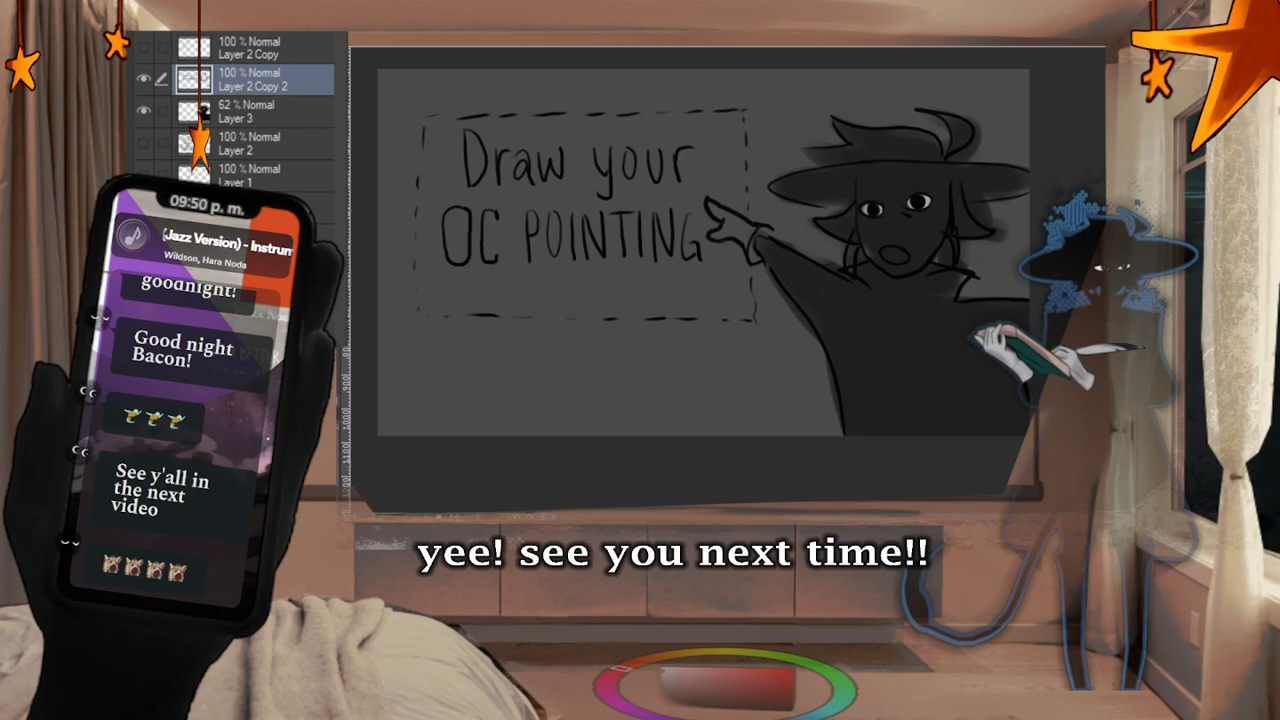 100 % Normal
Layer 2 Copy
100 % Normal
Layer 2 Copy 2
62 % Normal
Layer 3
100 % Normal
Layer 2
100 % Normal
Layer 1
09:50 p. m.
(Jazz Version) - Instrum
Wildson, Hara Noda
goodnight!
Good night
Bacon!
See y'all in
the next
video
Draw your
OC POINTING
yee! see you next time!!